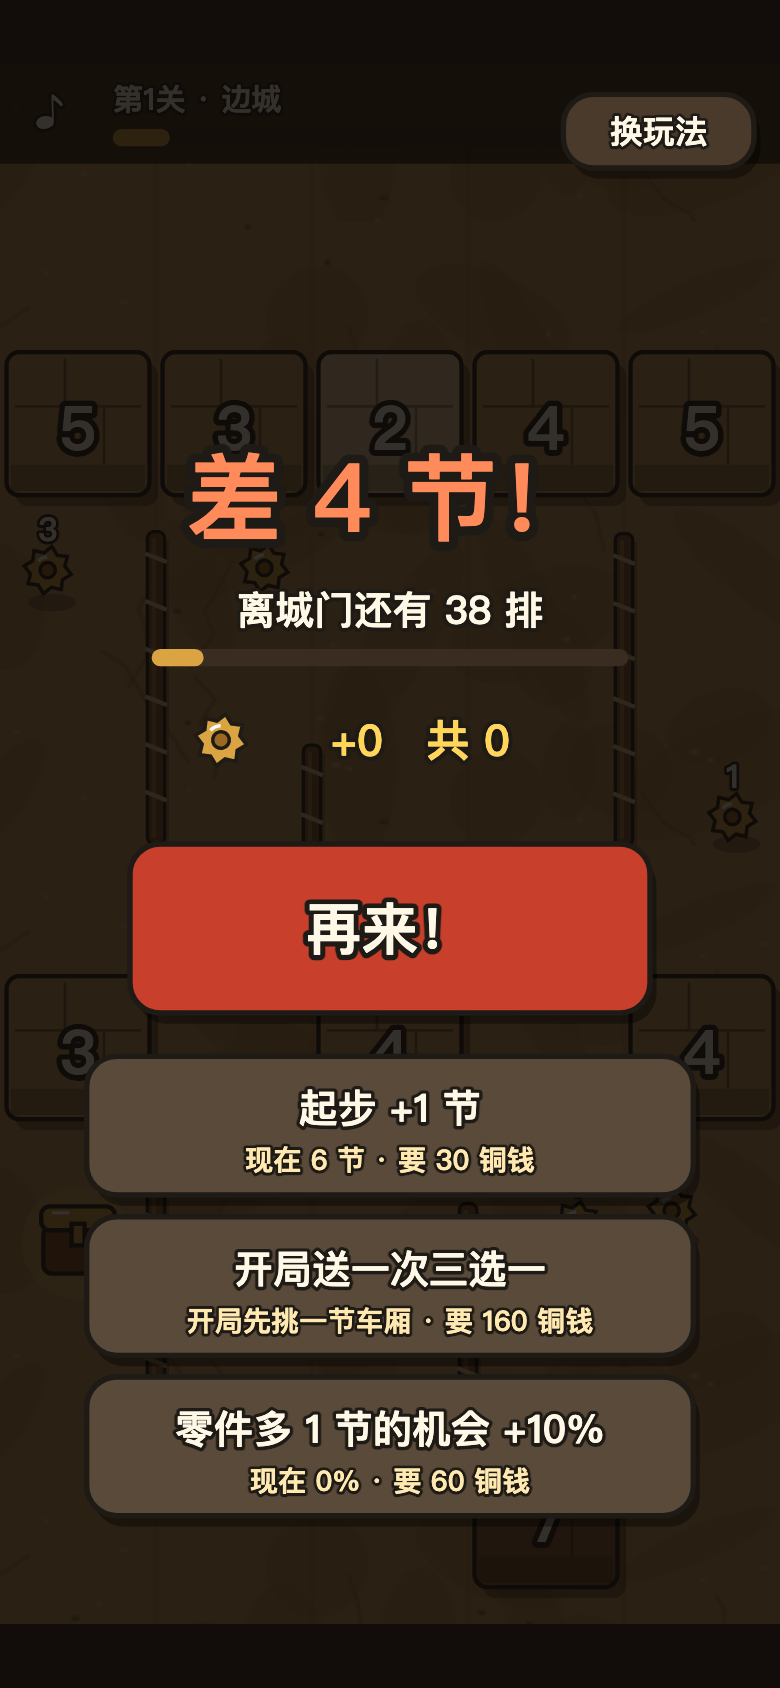 第1关 · 边城
换玩法
5 3 2 4 5
差 4 节!
3
离城门还有 38 排
+0 共 0
1
再来!
3 4 4
起步 +1 节
现在 6 节 · 要 30 铜钱
开局送一次三选一
开局先挑一节车厢 · 要 160 铜钱
零件多 1 节的机会 +10%
现在 0% · 要 60 铜钱
7